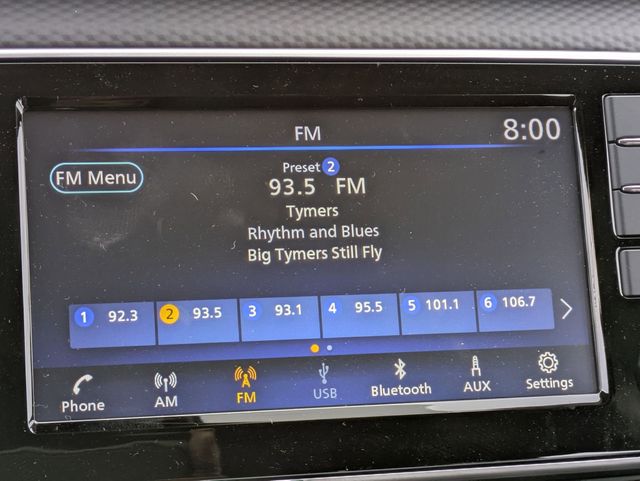 FM 8:00
FM Menu
Preset 2
93.5 FM
Tymers
Rhythm and Blues
Big Tymers Still Fly
1 92.3 2 93.5 3 93.1 4 95.5 5 101.1 6 106.7
Phone AM FM USB Bluetooth AUX Settings